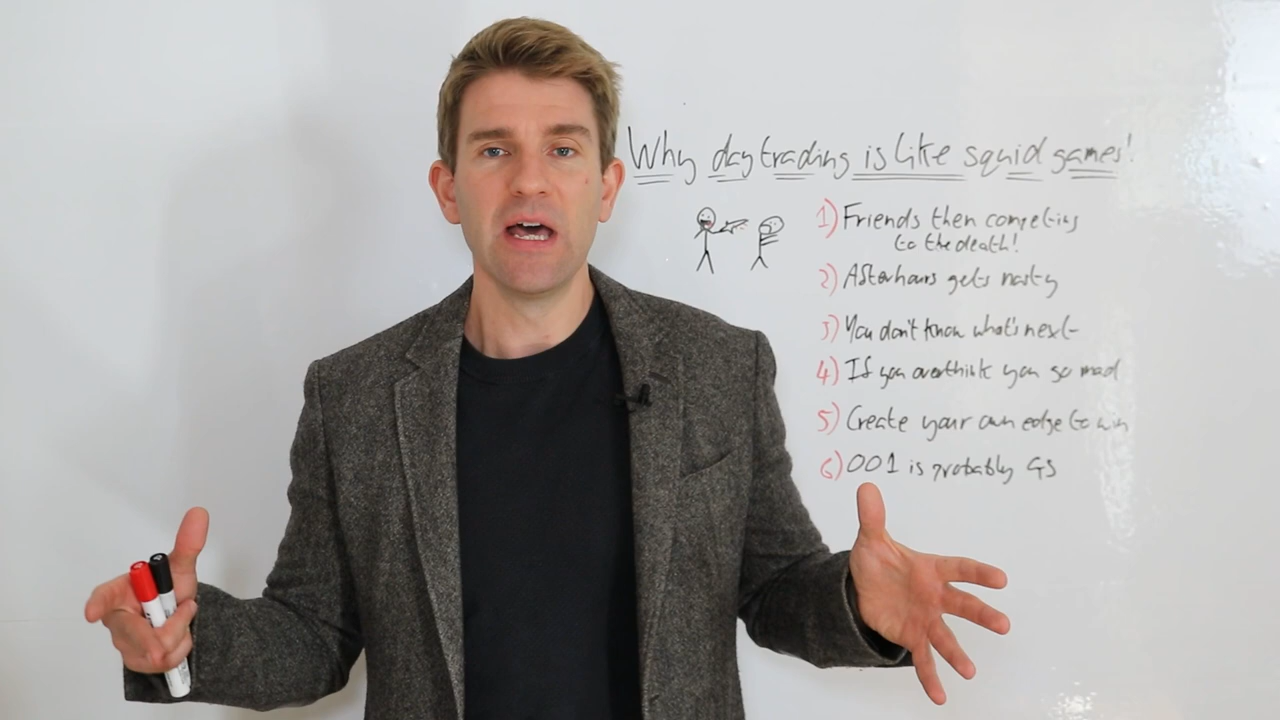 Why day trading is like squid games!
1) Friends then competing
to the death!
2) Afterhours gets nasty
3) You don't know what's next
4) If you overthink you go mad
5) Create your own edge to win
6) 001 is probably GS